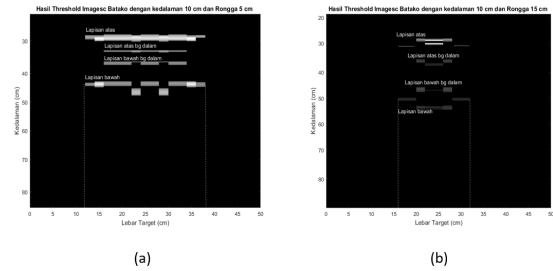 Hasil Threshold Imagesc Batako dengan kedalaman 10 cm dan Rongga 5 cm
20
30
40
50
60
70
80
Kedalaman (cm)
Lapisan atas
Lapisan atas bg dalam
Lapisan bawah bg dalam
Lapisan bawah
0 5 10 15 20 25 30 35 40 45 50
Lebar Target (cm)
(a)
Hasil Threshold Imagesc Batako dengan kedalaman 10 cm dan Rongga 15 cm
20
30
40
50
60
70
80
Kedalaman (cm)
Lapisan atas
Lapisan atas bg dalam
Lapisan bawah bg dalam
Lapisan bawah
0 5 10 15 20 25 30 35 40 45 50
Lebar Target (cm)
(b)